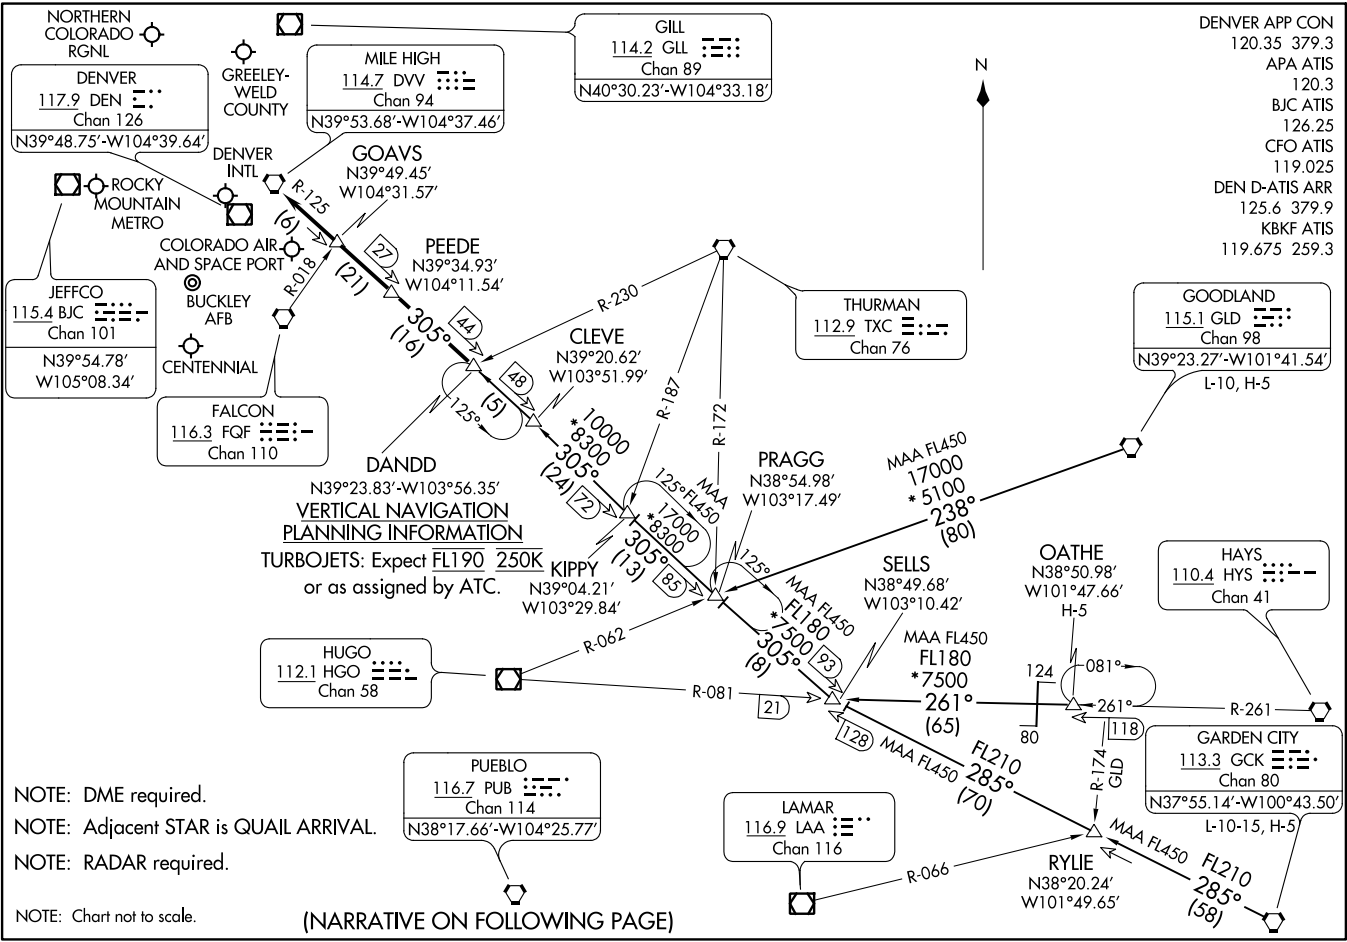 NORTHERN
COLORADO
RGNL
GREELEY-
WELD
COUNTY
DENVER
117.9 DEN
Chan 126
N39°48.75’-W104°39.64’
MILE HIGH
114.7 DVV
Chan 94
N39°53.68’-W104°37.46’
GILL
114.2 GLL
Chan 89
N40°30.23’-W104°33.18’
N
DENVER APP CON
120.35 379.3
APA ATIS
120.3
BJC ATIS
126.25
CFO ATIS
119.025
DEN D-ATIS ARR
125.6 379.9
KBKF ATIS
119.675 259.3
DENVER
INTL
ROCKY
MOUNTAIN
METRO
COLORADO AIR
AND SPACE PORT
BUCKLEY
AFB
CENTENNIAL
JEFFCO
115.4 BJC
Chan 101
N39°54.78’
W105°08.34’
FALCON
116.3 FQF
Chan 110
R-018
R-125
(6)
GOAVS
N39°49.45’
W104°31.57’
27
(21)
PEEDE
N39°34.93’
W104°11.54’
305°
(16)
44
R-230
THURMAN
112.9 TXC
Chan 76
R-187
R-172
GOODLAND
115.1 GLD
Chan 98
N39°23.27’-W101°41.54’
L-10, H-5
CLEVE
N39°20.62’
W103°51.99’
48
(5)
125°
DANDD
N39°23.83’-W103°56.35’
VERTICAL NAVIGATION
PLANNING INFORMATION
TURBOJETS: Expect FL190 250K
or as assigned by ATC.
10000
*8300
305°
(24)
72
KIPPY
N39°04.21’
W103°29.84’
125°
MAA
FL450
17000
*8300
305°
(13)
85
PRAGG
N38°54.98’
W103°17.49’
MAA FL450
17000
*5100
238°
(80)
125°
MAA FL450
FL180
*7500
305°
(8)
93
SELLS
N38°49.68’
W103°10.42’
MAA FL450
FL180
*7500
261°
(65)
OATHE
N38°50.98’
W101°47.66’
H-5
124
80
081°
261°
118
R-261
HAYS
110.4 HYS
Chan 41
HUGO
112.1 HGO
Chan 58
R-062
R-081
21
128
MAA FL450
FL210
285°
(70)
R-174
GLD
GARDEN CITY
113.3 GCK
Chan 80
N37°55.14’-W100°43.50’
L-10-15, H-5
PUEBLO
116.7 PUB
Chan 114
N38°17.66’-W104°25.77’
LAMAR
116.9 LAA
Chan 116
R-066
RYLIE
N38°20.24’
W101°49.65’
MAA FL450
FL210
285°
(58)
NOTE: DME required.
NOTE: Adjacent STAR is QUAIL ARRIVAL.
NOTE: RADAR required.
NOTE: Chart not to scale.
(NARRATIVE ON FOLLOWING PAGE)